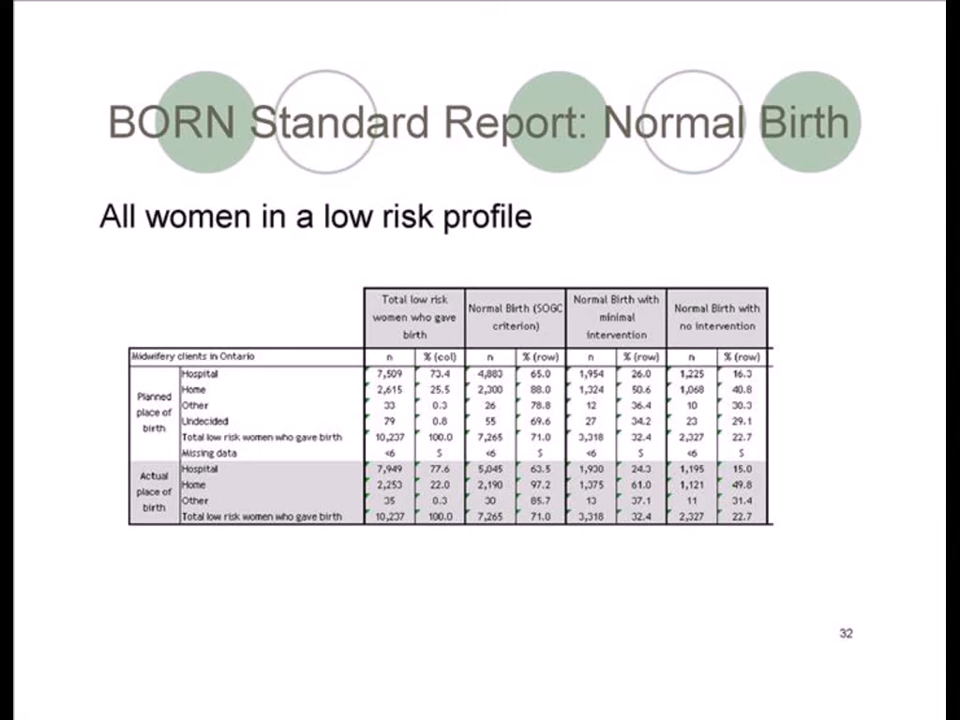 BORN Standard Report: Normal Birth
All women in a low risk profile
Total low risk women who gave birth Normal Birth (SOGC criterion) Normal Birth with minimal intervention Normal Birth with no intervention
Midwifery clients in Ontario n % (col) n % (row) n % (row) n % (row)
Planned place of birth
Hospital 7,509 73.4 4,883 65.0 1,954 26.0 1,225 16.3
Home 2,615 25.5 2,300 88.0 1,324 50.6 1,068 40.8
Other 33 0.3 26 78.8 12 36.4 10 30.3
Undecided 79 0.8 55 69.6 27 34.2 23 29.1
Total low risk women who gave birth 10,237 100.0 7,265 71.0 3,318 32.4 2,327 22.7
Missing data <6 S <6 S <6 S <6 S
Actual place of birth
Hospital 7,949 77.6 5,045 63.5 1,930 24.3 1,195 15.0
Home 2,253 22.0 2,190 97.2 1,375 61.0 1,121 49.8
Other 35 0.3 30 85.7 13 37.1 11 31.4
Total low risk women who gave birth 10,237 100.0 7,265 71.0 3,318 32.4 2,327 22.7
32